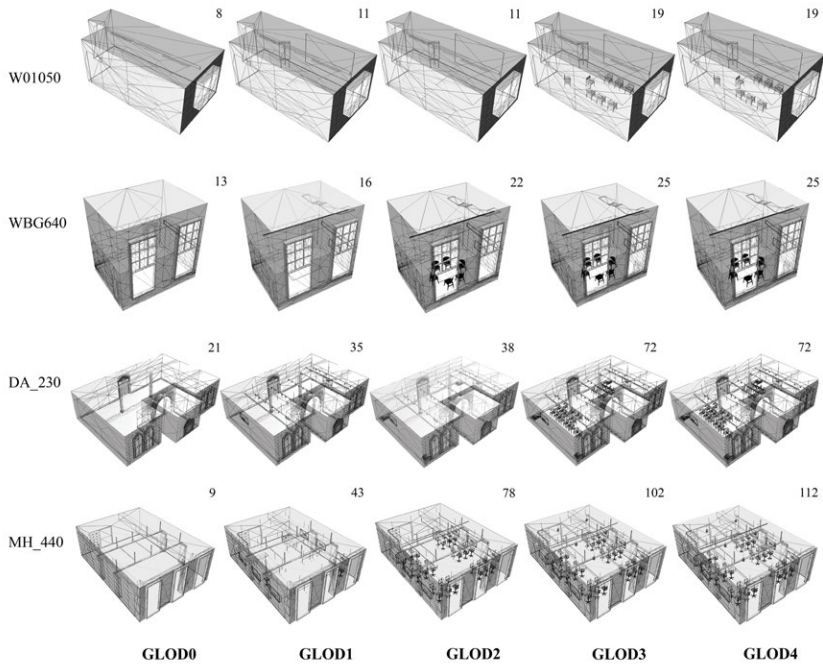 8 11 11 19 19
W01050
13 16 22 25 25
WBG640
21 35 38 72 72
DA_230
9 43 78 102 112
MH_440
GLOD0 GLOD1 GLOD2 GLOD3 GLOD4